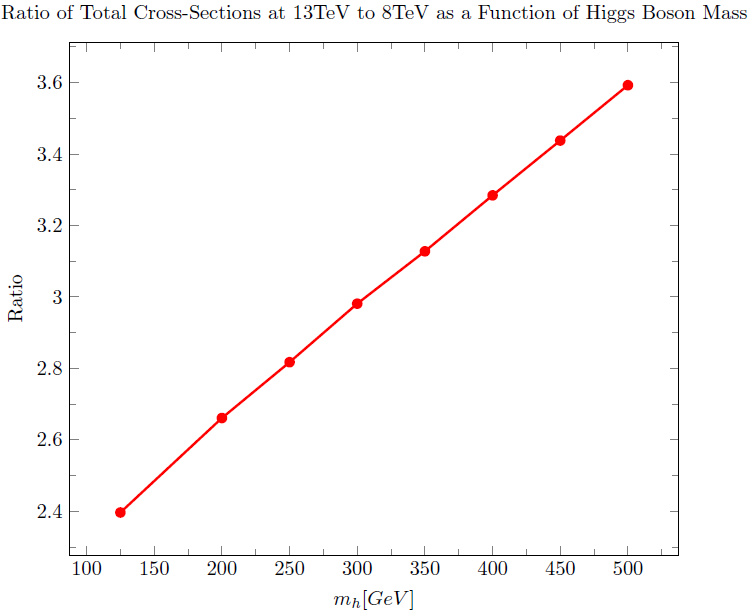 Ratio of Total Cross-Sections at 13TeV to 8TeV as a Function of Higgs Boson Mass
3.6
3.4
3.2
3
2.8
2.6
2.4
Ratio
100 150 200 250 300 350 400 450 500
m_h[GeV]